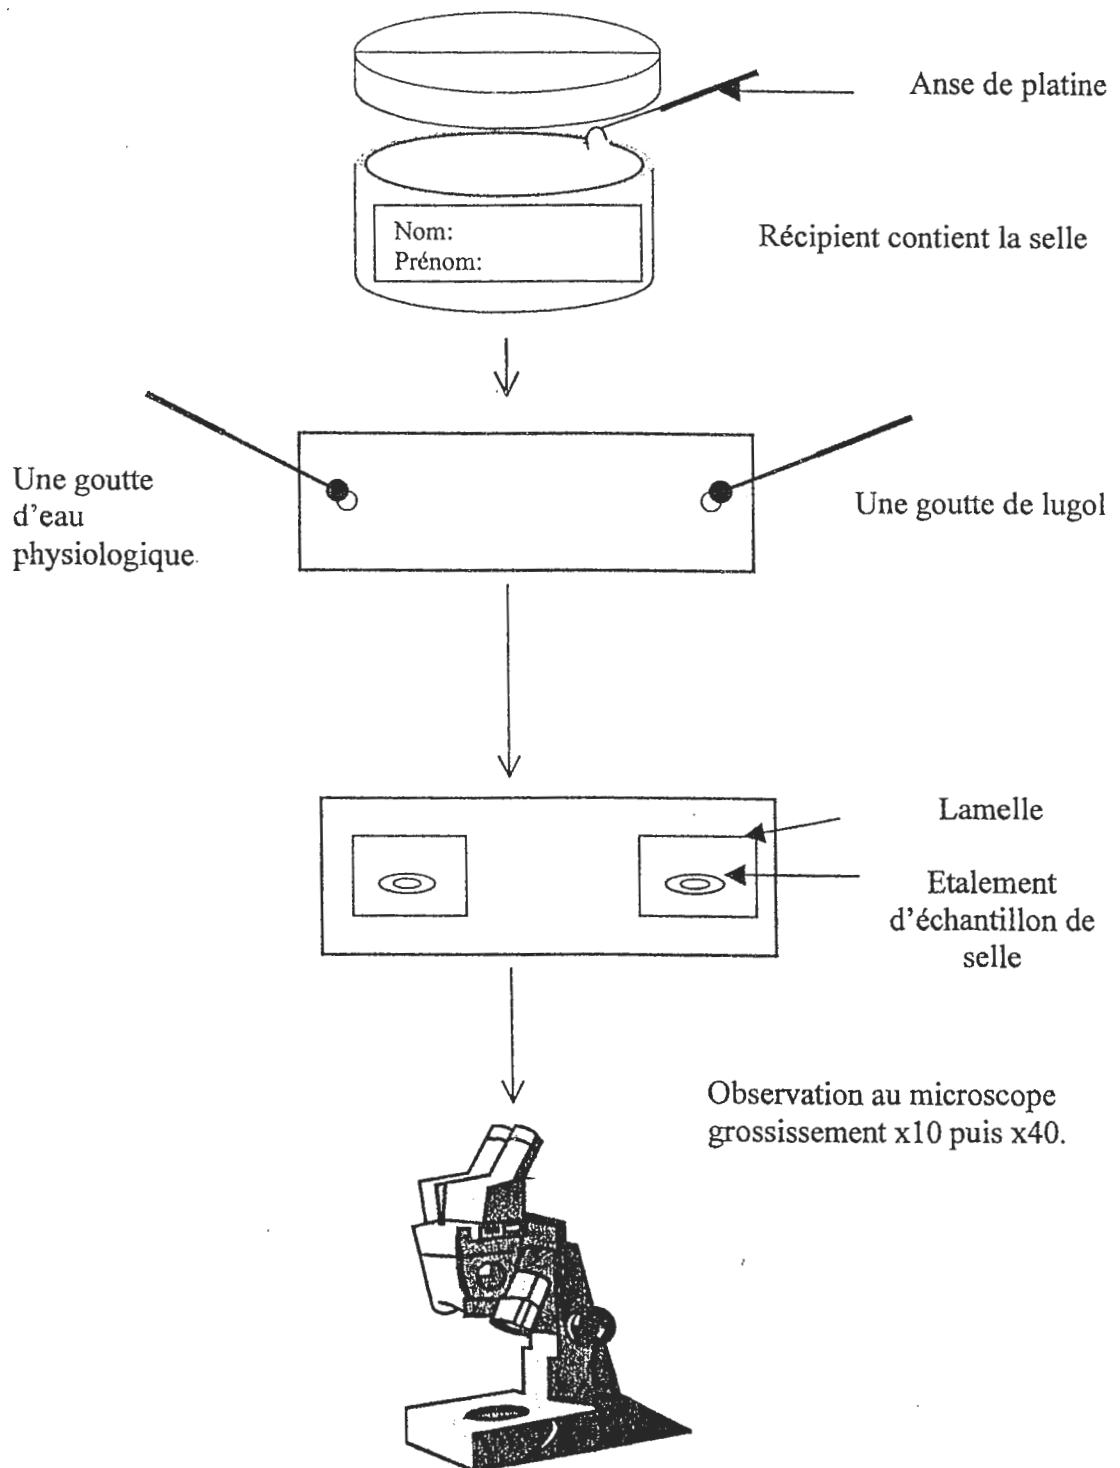 Anse de platine
Nom:
Prénom:
Récipient contient la selle
Une goutte
d'eau
physiologique
Une goutte de lugol
Lamelle
Etalement
d'échantillon de
selle
Observation au microscope
grossissement x10 puis x40.